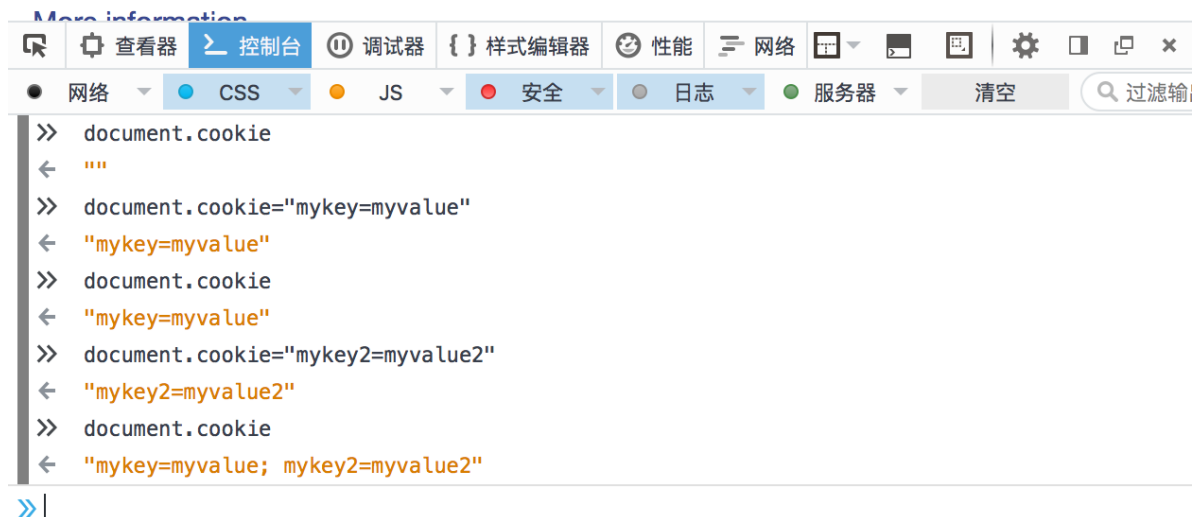 More information
查看器 控制台 调试器 { } 样式编辑器 性能 网络
网络 CSS JS 安全 日志 服务器 清空 过滤输出
>> document.cookie
← ""
>> document.cookie="mykey=myvalue"
← "mykey=myvalue"
>> document.cookie
← "mykey=myvalue"
>> document.cookie="mykey2=myvalue2"
← "mykey2=myvalue2"
>> document.cookie
← "mykey=myvalue; mykey2=myvalue2"
>>